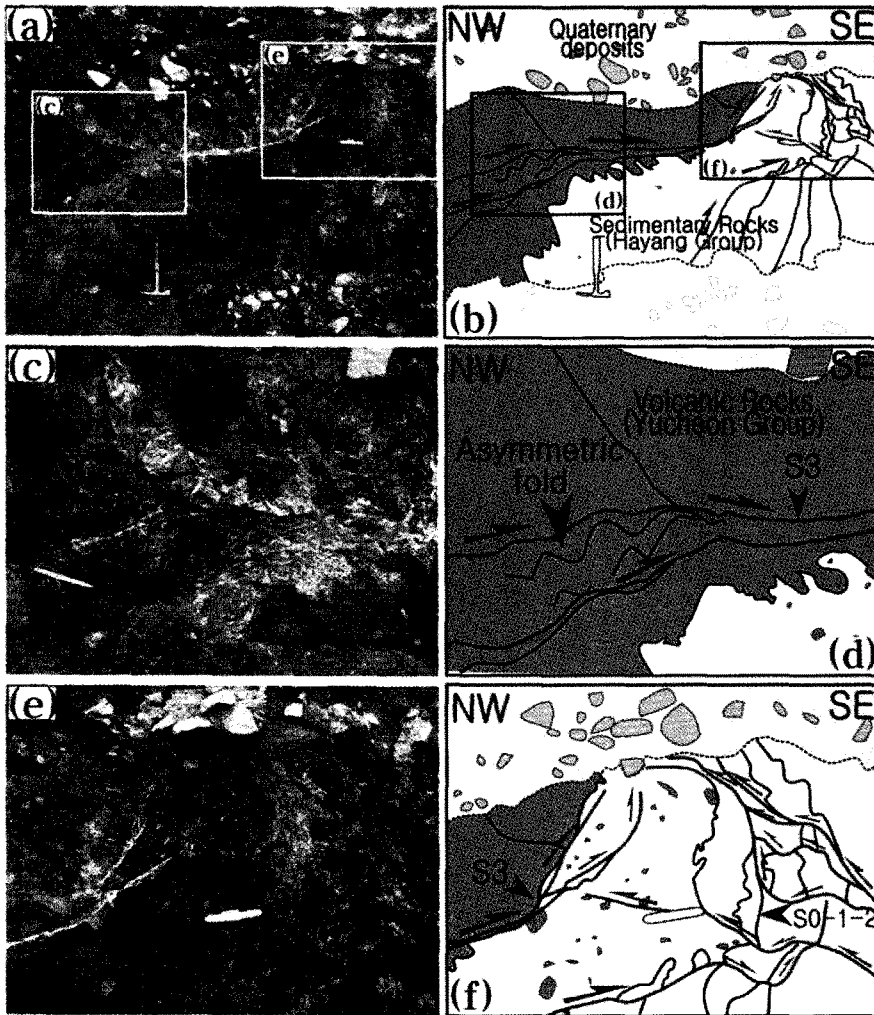 (a)
(c)
(e)
NW
SE
Quaternary
deposits
(d)
(f)
Sedimentary Rocks
(Hayang Group)
(b)
(c)
NW
SE
Volcanic Rocks
(Yucheon Group)
Asymmetric
fold
S3
(d)
(e)
NW
SE
S3
S0-1-2
(f)